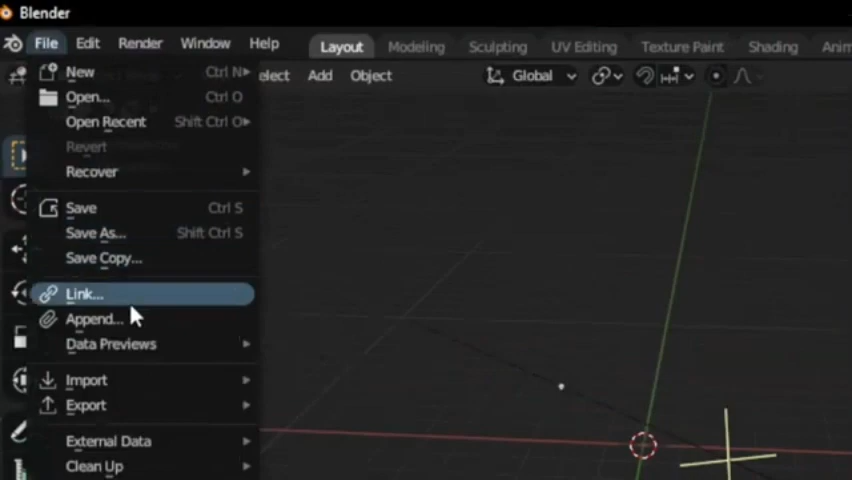 Blender
File Edit Render Window Help Layout Modeling Sculpting UV Editing Texture Paint Shading
Add Object Global
New Ctrl N
Open... Ctrl O
Open Recent Shift Ctrl O
Revert
Recover
Save Ctrl S
Save As... Shift Ctrl S
Save Copy...
Link...
Append...
Data Previews
Import
Export
External Data
Clean Up